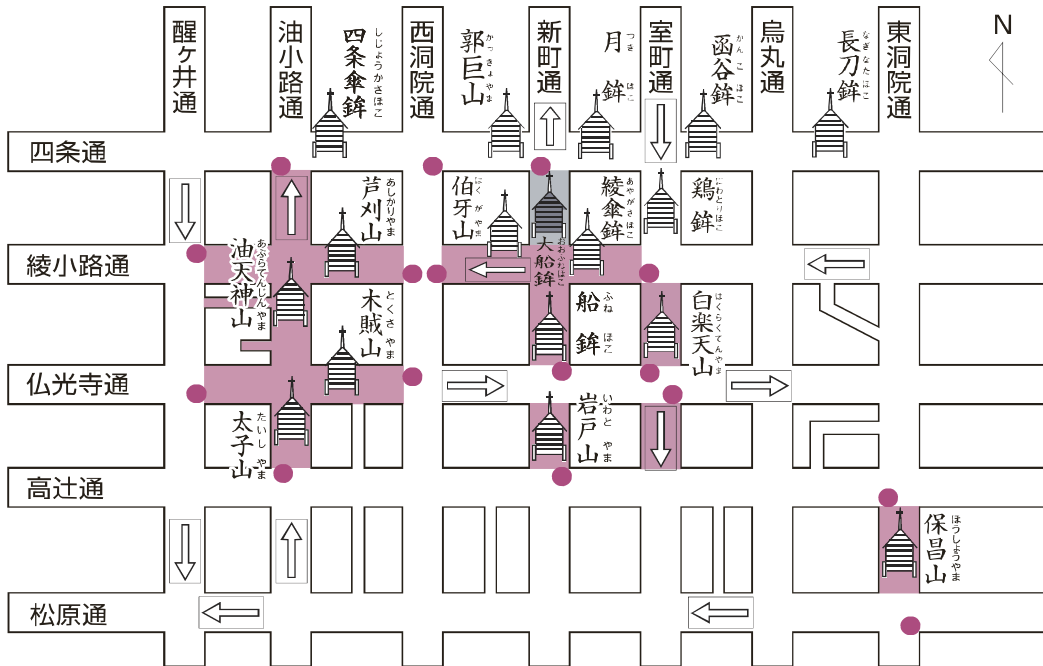 醒ケ井通
油小路通
四条傘鉾
しじょうかさほこ
西洞院通
郭巨山
かっきょやま
新町通
月鉾
つきほこ
室町通
函谷鉾
かんこほこ
烏丸通
長刀鉾
なぎなたほこ
東洞院通
N
四条通
芦刈山
あしかりやま
伯牙山
はくがやま
綾傘鉾
あやがさほこ
鶏鉾
にわとりほこ
綾小路通
油天神山
あぶらてんじんやま
大船鉾
おおふねほこ
木賊山
とくさやま
船鉾
ふねほこ
白楽天山
はくらくてんやま
仏光寺通
太子山
たいしやま
岩戸山
いわとやま
高辻通
保昌山
ほうしょうやま
松原通